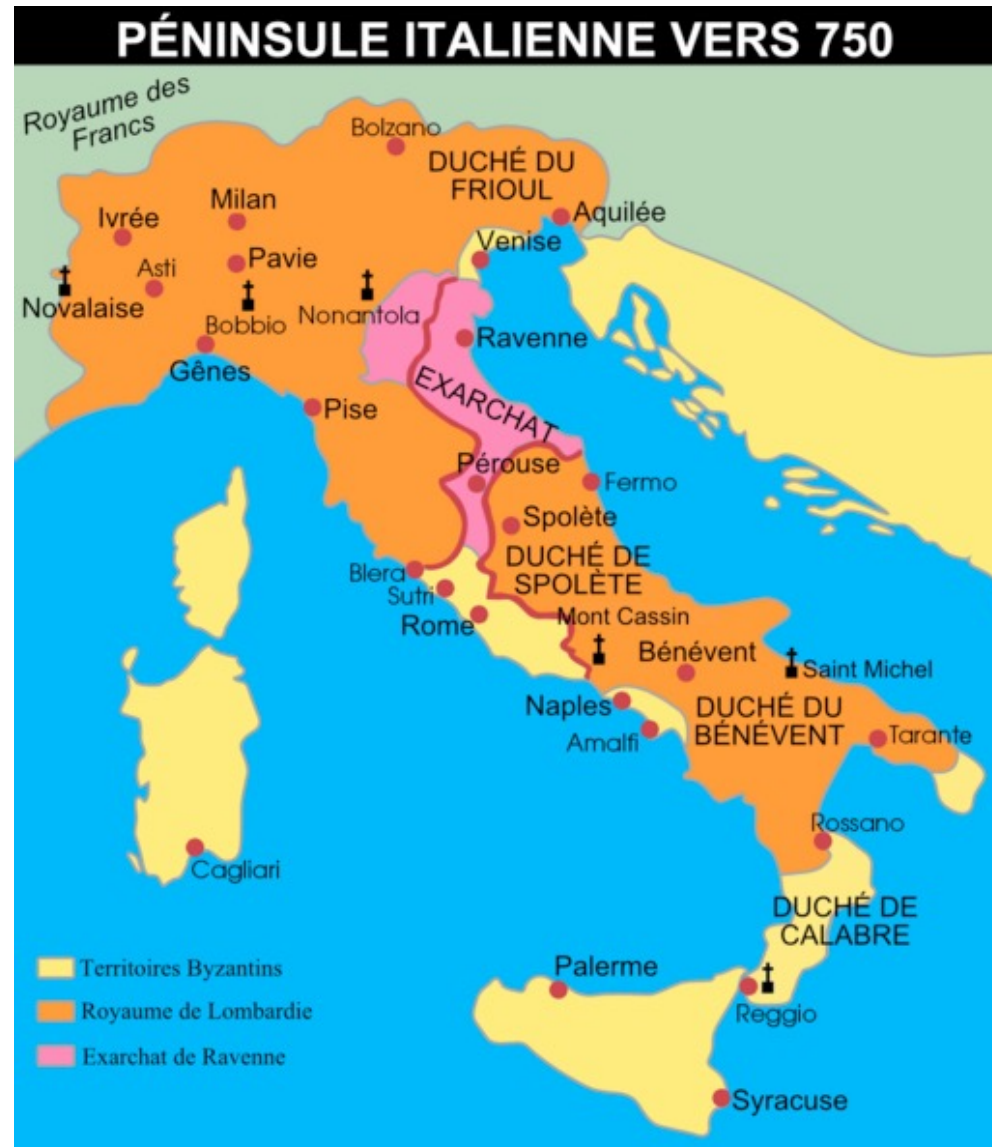 PÉNINSULE ITALIENNE VERS 750
Royaume des
Francs
Bolzano
DUCHÉ DU
FRIOUL
Milan
Ivrée
Aquilée
Venise
Pavie
Asti
Novalaise
Bobbio
Nonantola
Ravenne
Gênes
EXARCHAT
Pise
Pérouse
Fermo
Spolète
DUCHÉ DE
SPOLÈTE
Blera
Sutri
Rome
Mont Cassin
Bénévent
Saint Michel
Naples
DUCHÉ DU
BÉNÉVENT
Amalfi
Tarante
Rossano
Cagliari
DUCHÉ DE
CALABRE
Palerme
Reggio
Syracuse
Territoires Byzantins
Royaume de Lombardie
Exarchat de Ravenne